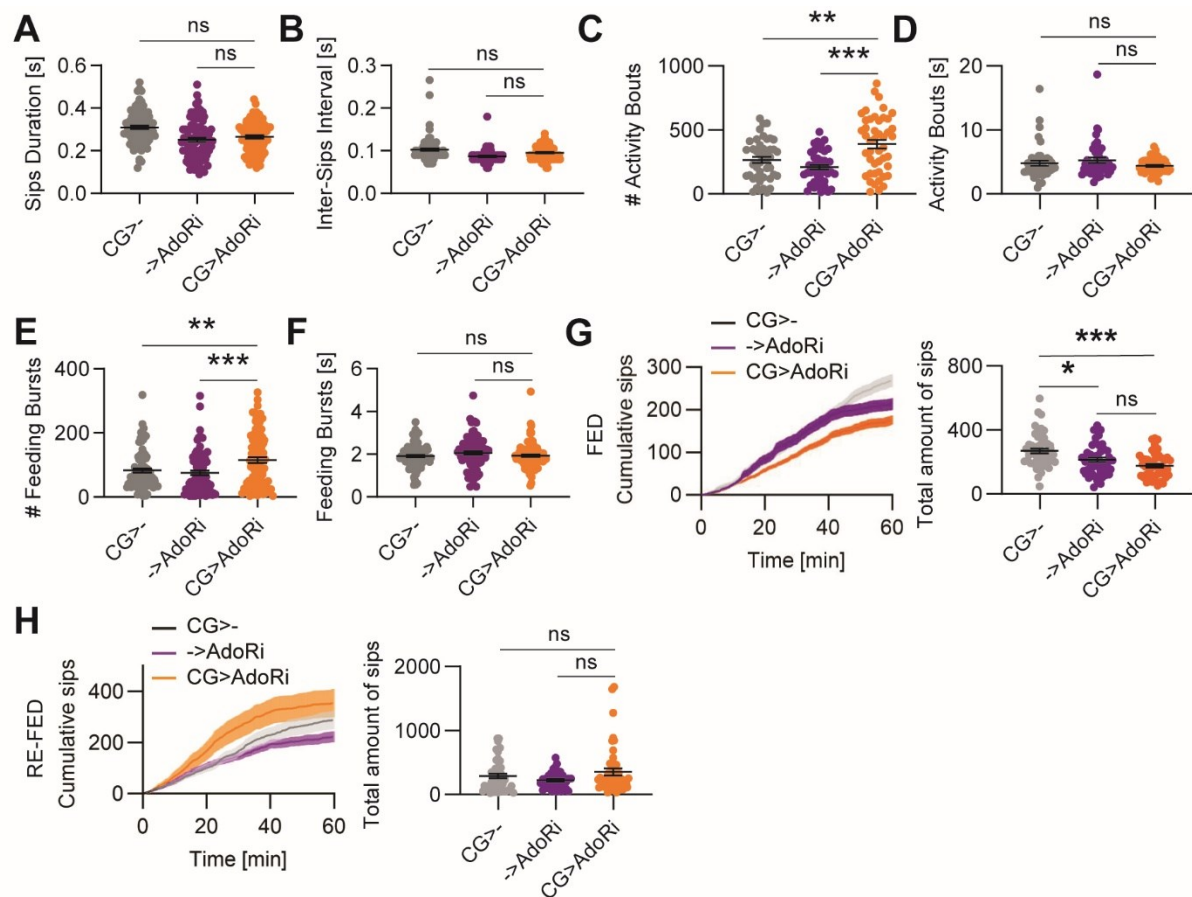 A
Sips Duration [s]
0.6
0.4
0.2
0.0
ns
ns
CG>-
->AdoRi
CG>AdoRi
B
Inter-Sips Interval [s]
0.3
0.2
0.1
0.0
ns
ns
CG>-
->AdoRi
CG>AdoRi
C
# Activity Bouts
1000
500
0
**
***
CG>-
->AdoRi
CG>AdoRi
D
Activity Bouts [s]
20
10
0
ns
ns
CG>-
->AdoRi
CG>AdoRi
E
# Feeding Bursts
400
200
0
**
***
CG>-
->AdoRi
CG>AdoRi
F
Feeding Bursts [s]
6
4
2
0
ns
ns
CG>-
->AdoRi
CG>AdoRi
G
CG>-
->AdoRi
CG>AdoRi
FED
Cumulative sips
300
200
100
0
0 20 40 60
Time [min]
Total amount of sips
800
400
0
***
*
ns
CG>-
->AdoRi
CG>AdoRi
H
CG>-
->AdoRi
CG>AdoRi
RE-FED
Cumulative sips
400
200
0
0 20 40 60
Time [min]
Total amount of sips
2000
1000
0
ns
ns
CG>-
->AdoRi
CG>AdoRi